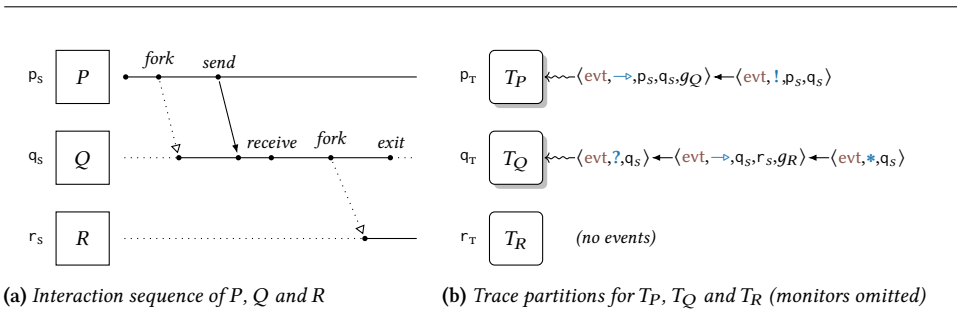 fork send
p_S P p_T T_P ⟨evt,⇾,p_S,q_S,g_Q⟩ ⟨evt,!,p_S,q_S⟩
receive fork exit
q_S Q q_T T_Q ⟨evt,?,q_S⟩ ⟨evt,⇾,q_S,r_S,g_R⟩ ⟨evt,*,q_S⟩
r_S R r_T T_R (no events)
(a) Interaction sequence of P, Q and R
(b) Trace partitions for T_P, T_Q and T_R (monitors omitted)